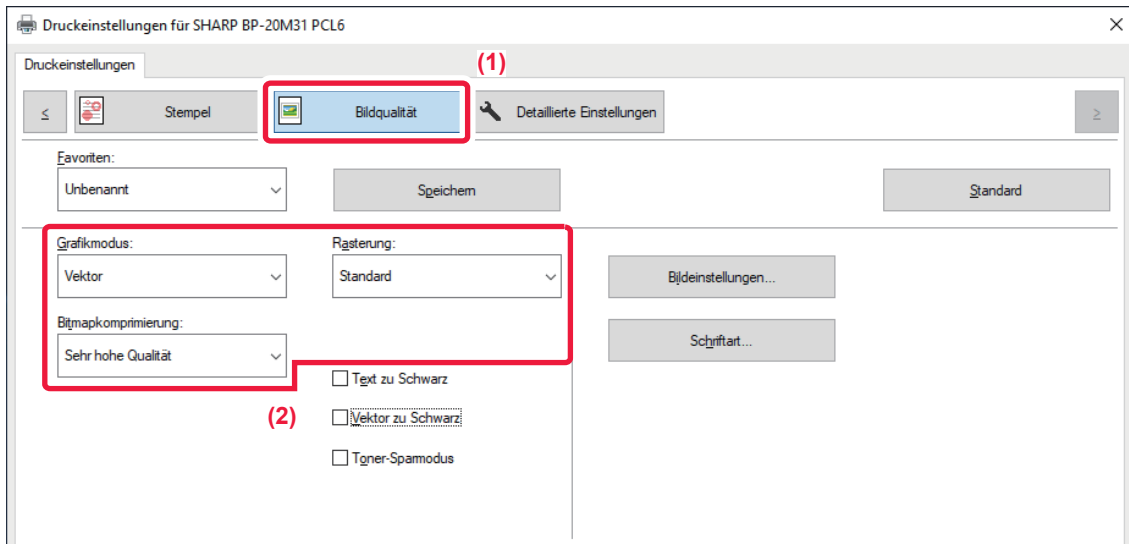 Druckeinstellungen für SHARP BP-20M31 PCL6
Druckeinstellungen
(1)
< Stempel Bildqualität Detaillierte Einstellungen >
Favoriten:
Unbenannt Speichern Standard
Grafikmodus: Rasterung:
Vektor Standard Bildeinstellungen...
Bitmapkomprimierung:
Schriftart...
Sehr hohe Qualität
Text zu Schwarz
(2) Vektor zu Schwarz
Toner-Sparmodus